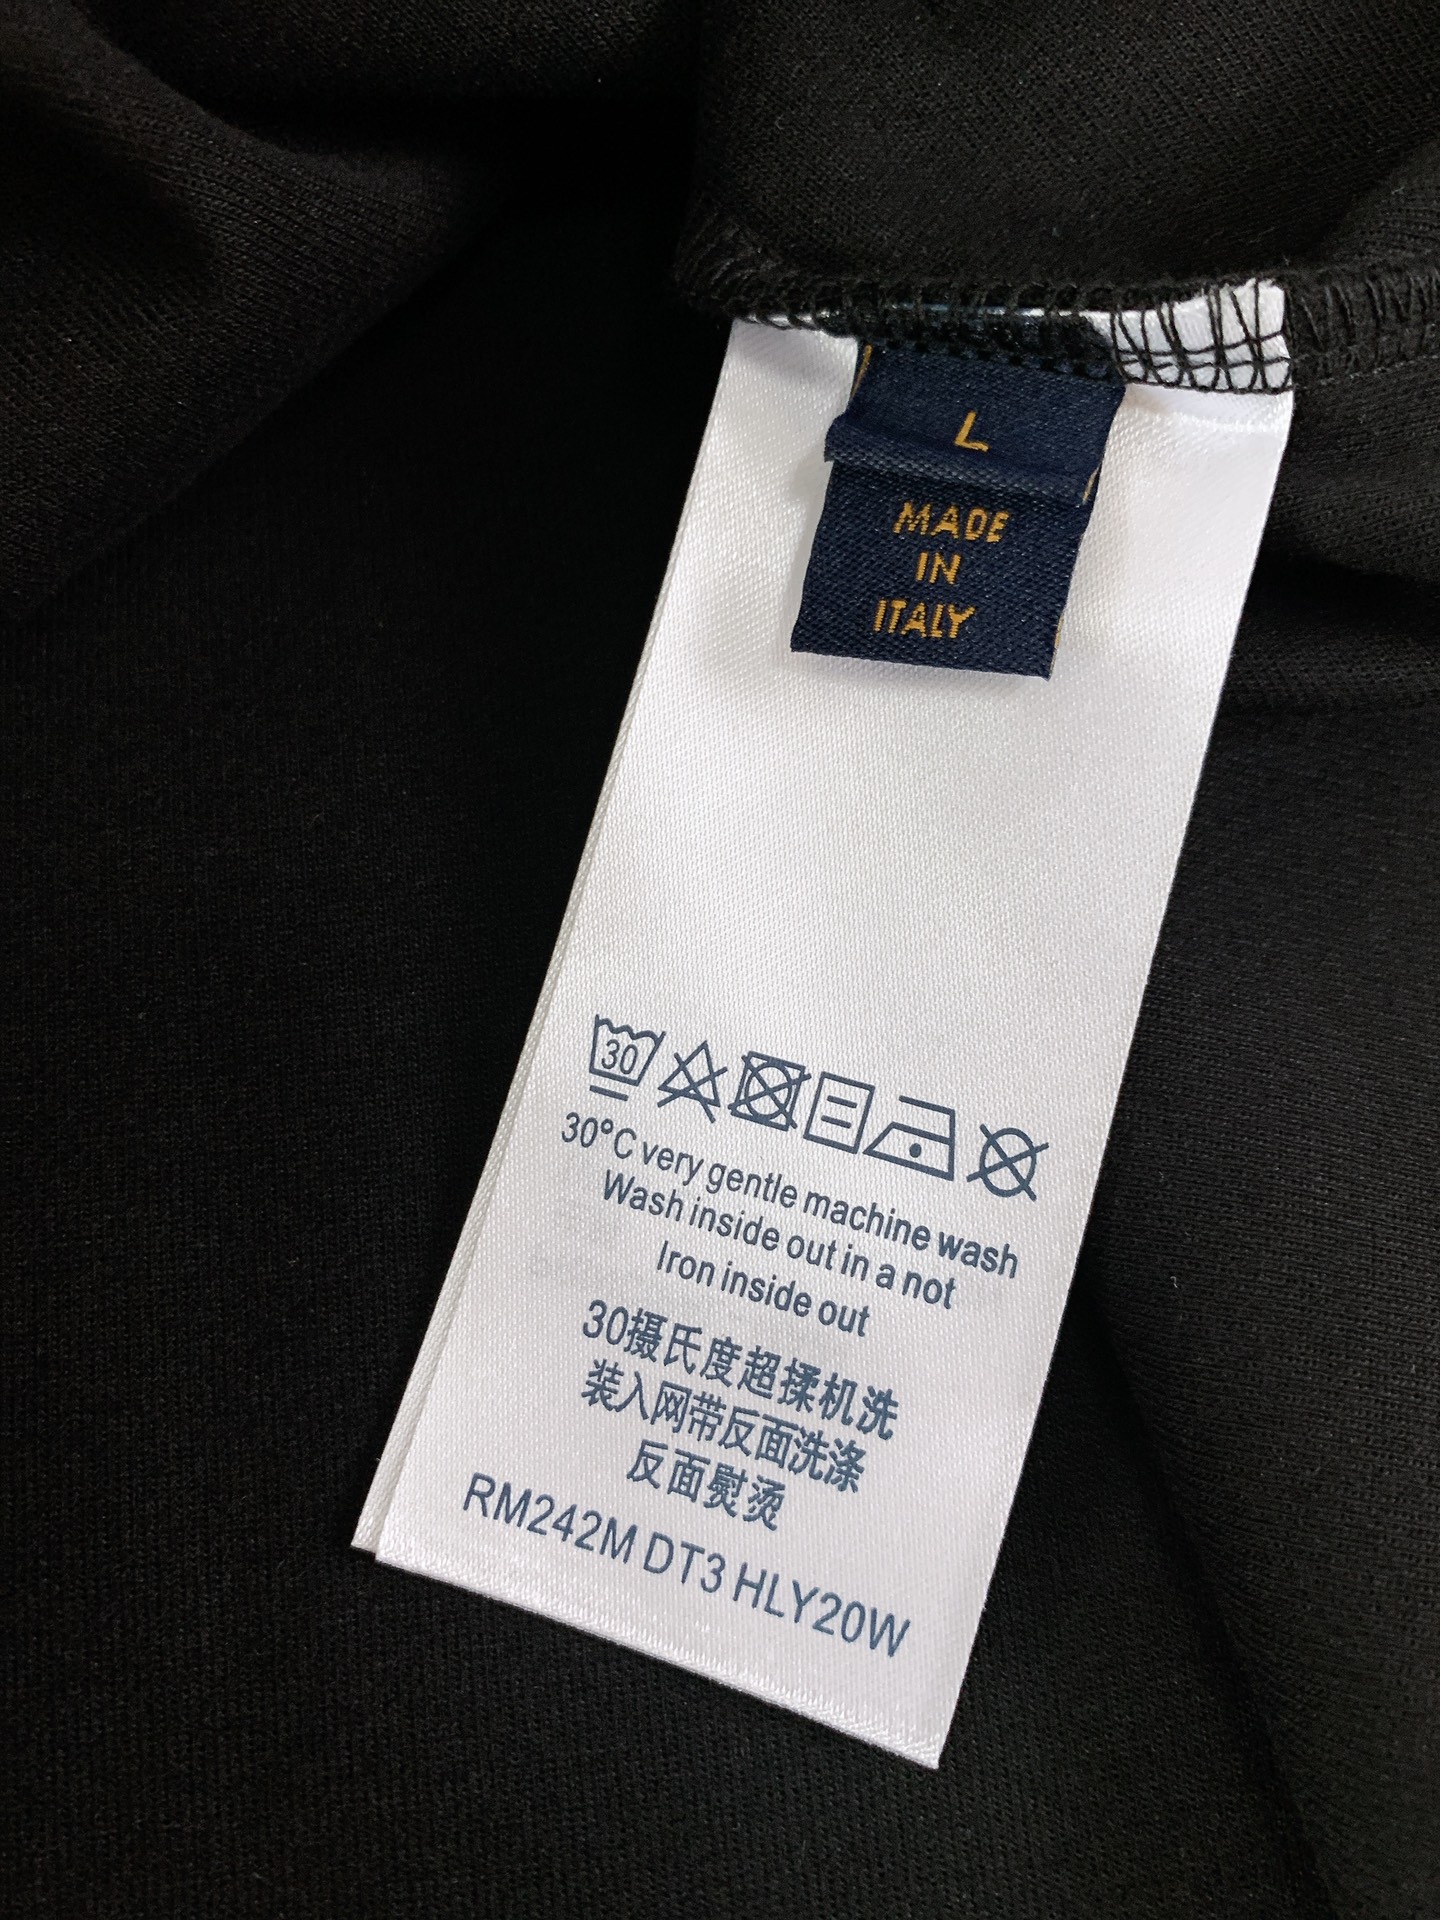 L
MADE
IN
ITALY
30
30°C very gentle machine wash
Wash inside out in a not
Iron inside out
30摄氏度超揉机洗
装入网带反面洗涤
反面熨烫
RM242M DT3 HLY20W